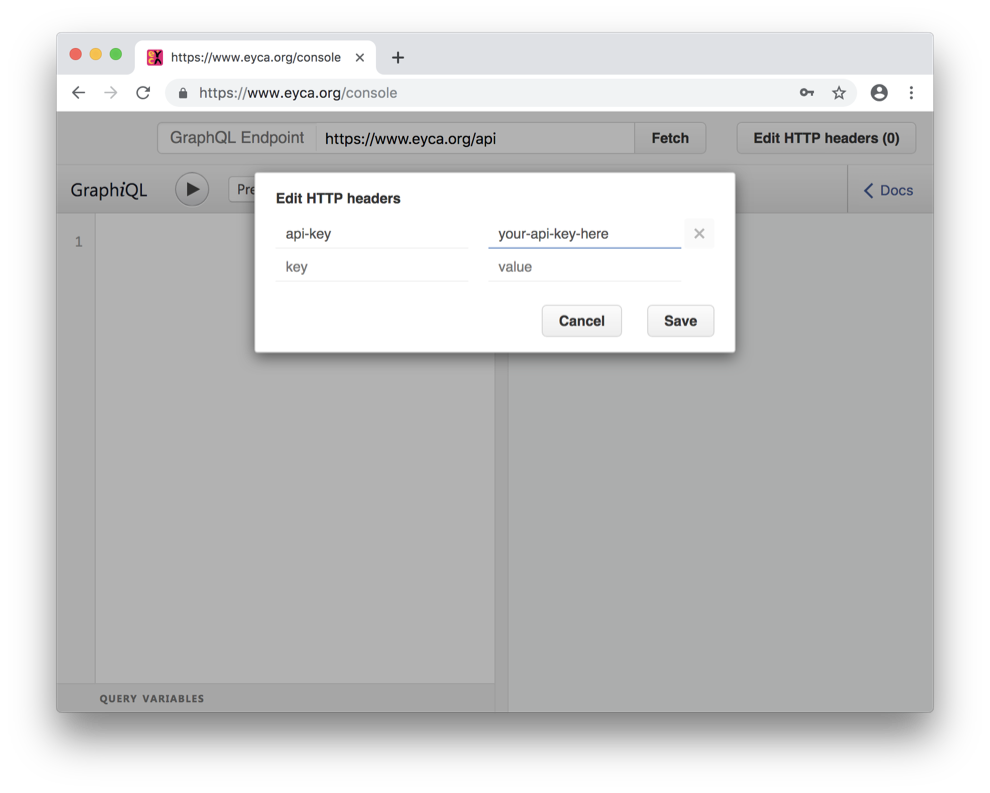 https://www.eyca.org/console
https://www.eyca.org/console
GraphQL Endpoint https://www.eyca.org/api Fetch Edit HTTP headers (0)
GraphiQL Pre Docs
Edit HTTP headers
api-key your-api-key-here
key value
Cancel Save
1
QUERY VARIABLES